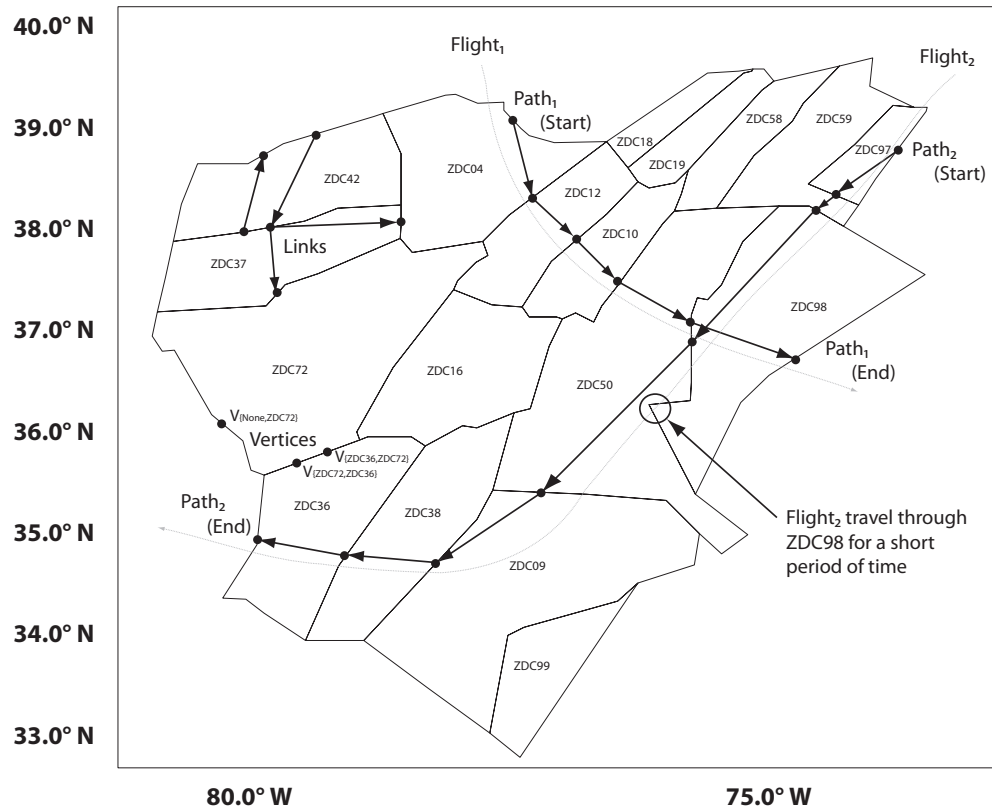 40.0° N
39.0° N
38.0° N
37.0° N
36.0° N
35.0° N
34.0° N
33.0° N
80.0° W
75.0° W
Flight₁
Flight₂
Path₁
(Start)
ZDC18
ZDC58
ZDC59
ZDC19
ZDC97
Path₂
(Start)
ZDC42
ZDC04
ZDC12
ZDC10
Links
ZDC37
ZDC98
Path₁
(End)
ZDC72
ZDC16
ZDC50
V{None,ZDC72}
Vertices
V{ZDC36,ZDC72}
V{ZDC72,ZDC36}
Path₂
(End)
ZDC36
ZDC38
Flight₂ travel through
ZDC98 for a short
period of time
ZDC09
ZDC99